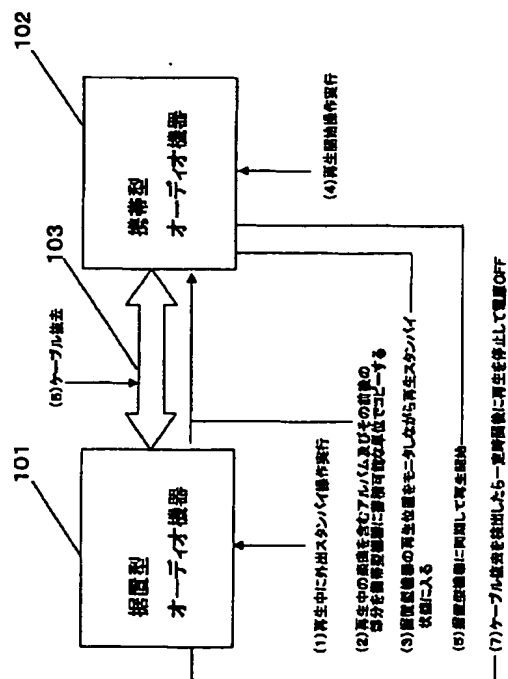 101
据置型
オーディオ機器
103
(6)ケーブル抜去
102
携帯型
オーディオ機器
(1)再生中に外出スタンバイ操作実行
(2)再生中の楽曲を含むアルバム及びその前後の
部分を携帯型機器に蓄積可能な単位でコピーする
(3)据置型機器の再生位置をモニタしながら再生スタンバイ
状態に入る
(4)再生開始操作実行
(5)据置型機器に同期して再生開始
(7)ケーブル抜去を検出したら一定時間後に再生を停止して電源OFF